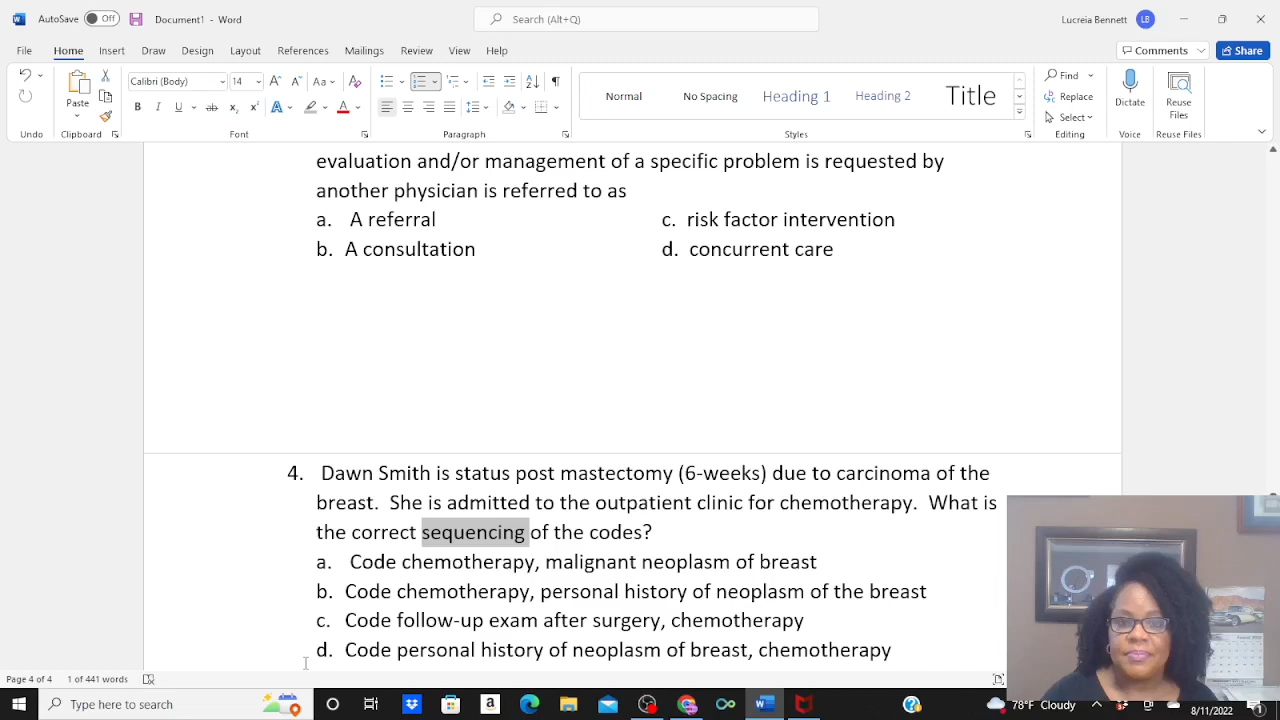 AutoSave Off Document1 - Word Search (Alt+Q) Lucreia Bennett LB
File Home Insert Draw Design Layout References Mailings Review View Help Comments Share
Calibri (Body) 14 Aa
Paste
Normal No Spacing Heading 1 Heading 2 Title
Find
Replace
Select
Dictate
Reuse Files
Undo Clipboard Font Paragraph Styles Editing Voice Reuse Files
evaluation and/or management of a specific problem is requested by
another physician is referred to as
a. A referral c. risk factor intervention
b. A consultation d. concurrent care
4. Dawn Smith is status post mastectomy (6-weeks) due to carcinoma of the
breast. She is admitted to the outpatient clinic for chemotherapy. What is
the correct sequencing of the codes?
a. Code chemotherapy, malignant neoplasm of breast
b. Code chemotherapy, personal history of neoplasm of the breast
c. Code follow-up exam after surgery, chemotherapy
d. Code personal history of neoplasm of breast, chemotherapy
Page 4 of 4 1 of 441 words
Type here to search 78°F Cloudy
8/11/2022